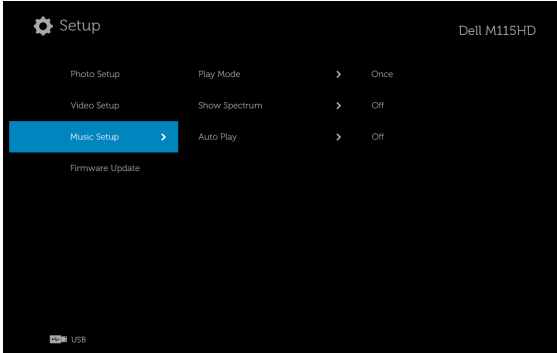 Setup
Dell M115HD
Photo Setup Play Mode > Once
Video Setup Show Spectrum > Off
Music Setup > Auto Play > Off
Firmware Update
USB